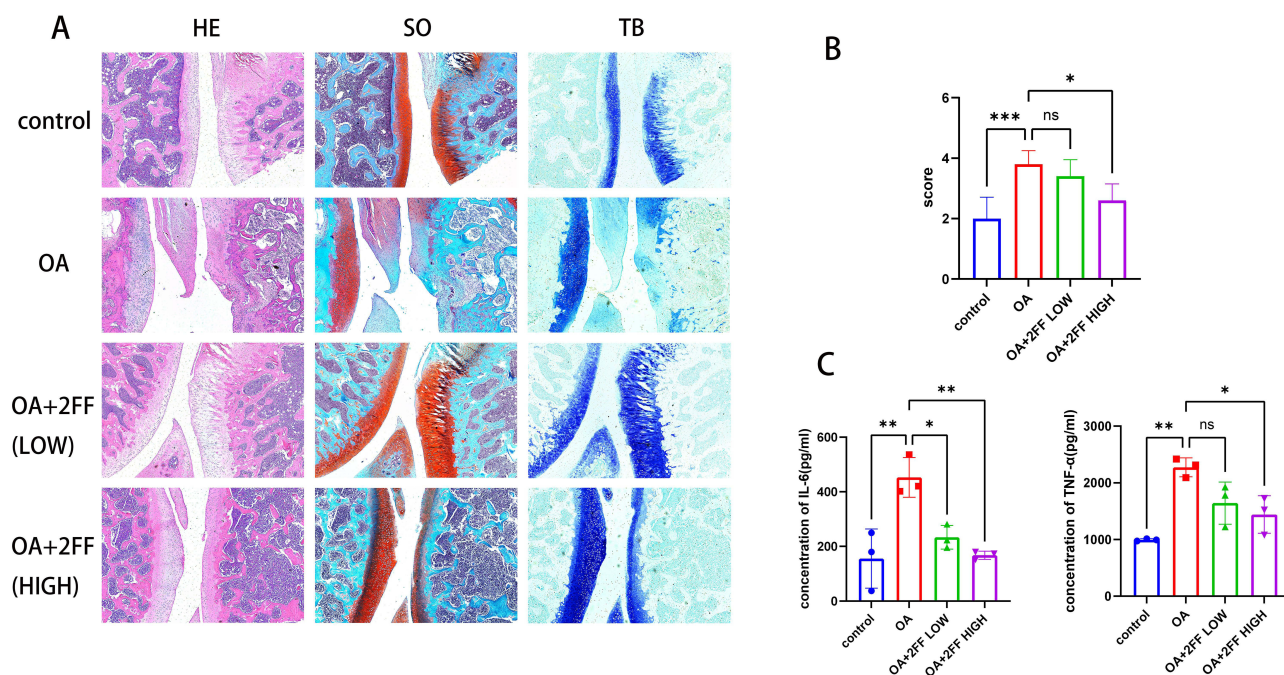 A
HE
SO
TB
control
OA
OA+2FF
(LOW)
OA+2FF
(HIGH)
B
*
***
ns
6
4
2
0
score
control
OA
OA+2FF LOW
OA+2FF HIGH
C
**
**
*
600
400
200
0
concentration of IL-6(pg/ml)
control
OA
OA+2FF LOW
OA+2FF HIGH
*
**
ns
3000
2000
1000
0
concentration of TNF-α(pg/ml)
control
OA
OA+2FF LOW
OA+2FF HIGH